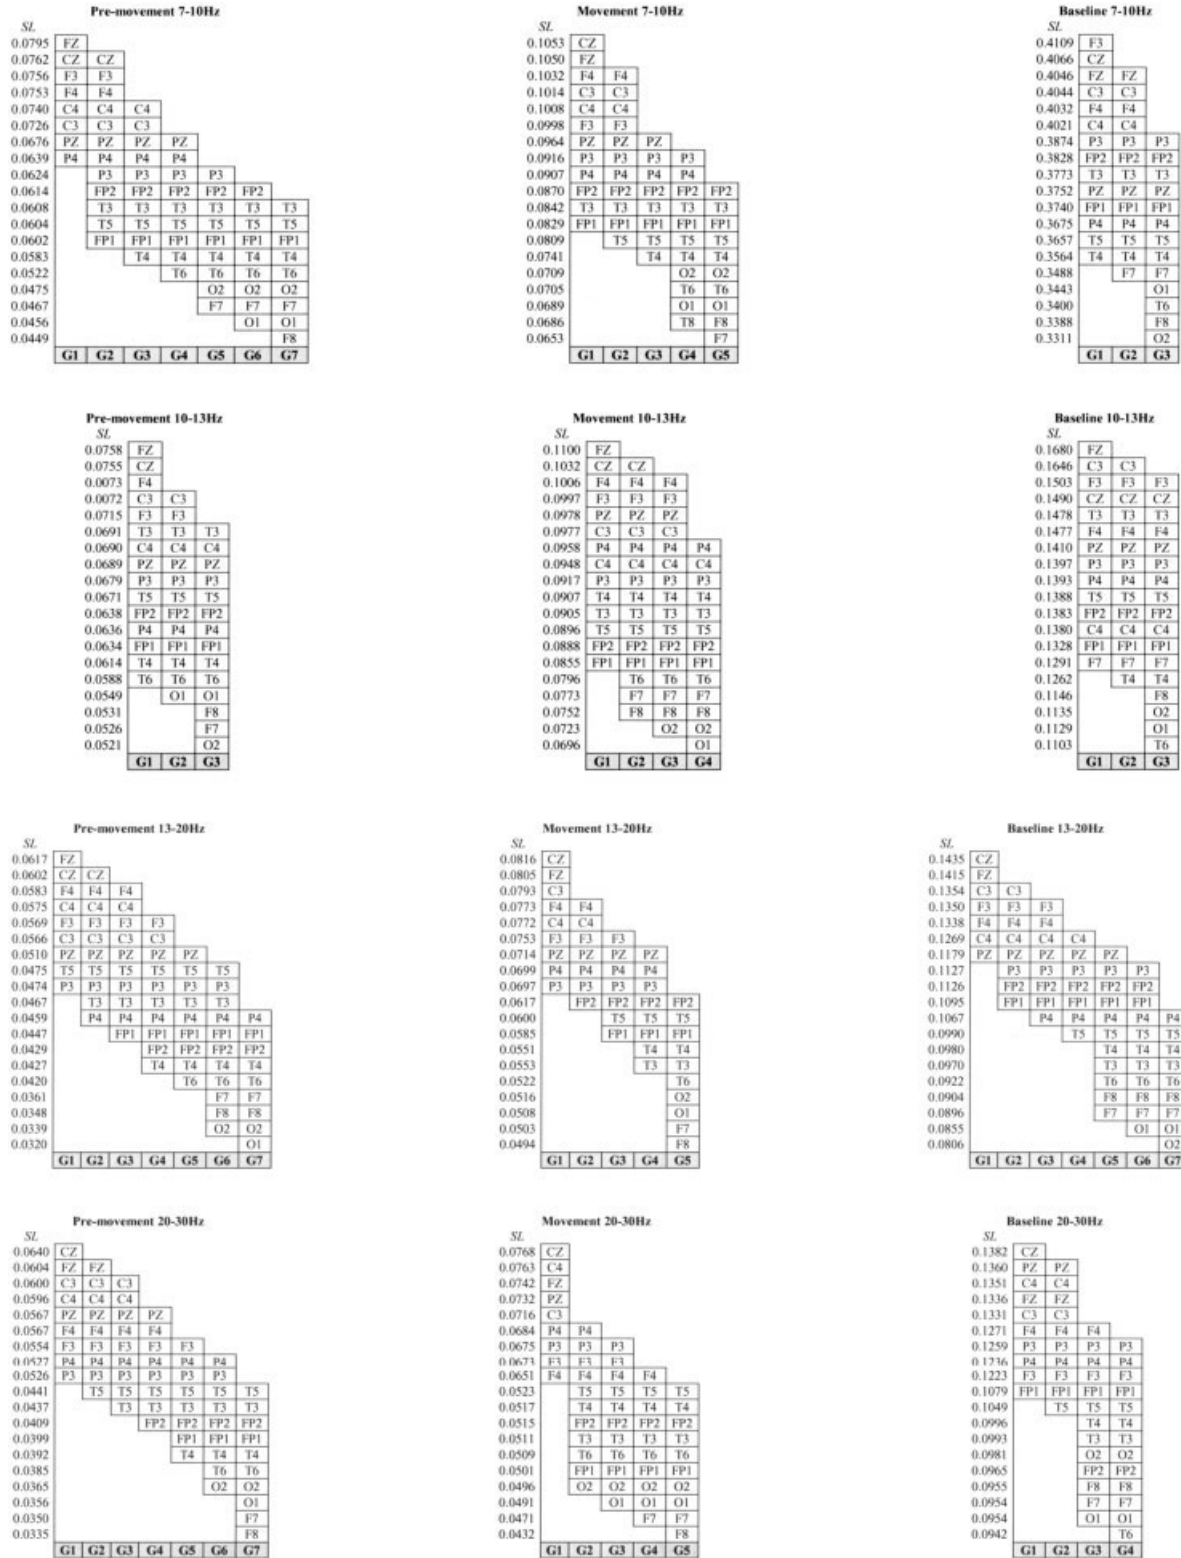 Pre-movement 7-10Hz
SL
0.0795 FZ
0.0762 CZ CZ
0.0756 F3 F3
0.0753 F4 F4
0.0740 C4 C4 C4
0.0726 C3 C3 C3
0.0676 PZ PZ PZ PZ
0.0639 P4 P4 P4 P4
0.0624 P3 P3 P3 P3
0.0614 FP2 FP2 FP2 FP2 FP2
0.0608 T3 T3 T3 T3 T3 T3
0.0604 T5 T5 T5 T5 T5 T5
0.0602 FP1 FP1 FP1 FP1 FP1 FP1
0.0583 T4 T4 T4 T4 T4
0.0522 T6 T6 T6 T6
0.0475 O2 O2 O2
0.0467 F7 F7 F7
0.0456 O1 O1
0.0449 F8
G1 G2 G3 G4 G5 G6 G7
Movement 7-10Hz
SL
0.1053 CZ
0.1050 FZ
0.1032 F4 F4
0.1014 C3 C3
0.1008 C4 C4
0.0998 F3 F3
0.0964 PZ PZ PZ
0.0916 P3 P3 P3 P3
0.0907 P4 P4 P4 P4
0.0870 FP2 FP2 FP2 FP2 FP2
0.0842 T3 T3 T3 T3 T3
0.0829 FP1 FP1 FP1 FP1 FP1
0.0809 T5 T5 T5 T5
0.0741 T4 T4 T4
0.0709 O2 O2
0.0705 T6 T6
0.0689 O1 O1
0.0686 T8 F8
0.0653 F7
G1 G2 G3 G4 G5
Baseline 7-10Hz
SL
0.4109 F3
0.4066 CZ
0.4046 FZ FZ
0.4044 C3 C3
0.4032 F4 F4
0.4021 C4 C4
0.3874 P3 P3 P3
0.3828 FP2 FP2 FP2
0.3773 T3 T3 T3
0.3752 PZ PZ PZ
0.3740 FP1 FP1 FP1
0.3675 P4 P4 P4
0.3657 T5 T5 T5
0.3564 T4 T4 T4
0.3488 F7 F7
0.3443 O1
0.3400 T6
0.3388 F8
0.3311 O2
G1 G2 G3
Pre-movement 10-13Hz
SL
0.0758 FZ
0.0755 CZ
0.0073 F4
0.0072 C3 C3
0.0715 F3 F3
0.0691 T3 T3 T3
0.0690 C4 C4 C4
0.0689 PZ PZ PZ
0.0679 P3 P3 P3
0.0671 T5 T5 T5
0.0638 FP2 FP2 FP2
0.0636 P4 P4 P4
0.0634 FP1 FP1 FP1
0.0614 T4 T4 T4
0.0588 T6 T6 T6
0.0549 O1 O1
0.0531 F8
0.0526 F7
0.0521 O2
G1 G2 G3
Movement 10-13Hz
SL
0.1100 FZ
0.1032 CZ CZ
0.1006 F4 F4 F4
0.0997 F3 F3 F3
0.0978 PZ PZ PZ
0.0977 C3 C3 C3
0.0958 P4 P4 P4 P4
0.0948 C4 C4 C4 C4
0.0917 P3 P3 P3 P3
0.0907 T4 T4 T4 T4
0.0905 T3 T3 T3 T3
0.0896 T5 T5 T5 T5
0.0888 FP2 FP2 FP2 FP2
0.0855 FP1 FP1 FP1 FP1
0.0796 T6 T6 T6
0.0773 F7 F7 F7
0.0752 F8 F8 F8
0.0723 O2 O2
0.0696 O1
G1 G2 G3 G4
Baseline 10-13Hz
SL
0.1680 FZ
0.1646 C3 C3
0.1503 F3 F3 F3
0.1490 CZ CZ CZ
0.1478 T3 T3 T3
0.1477 F4 F4 F4
0.1410 PZ PZ PZ
0.1397 P3 P3 P3
0.1393 P4 P4 P4
0.1388 T5 T5 T5
0.1383 FP2 FP2 FP2
0.1380 C4 C4 C4
0.1328 FP1 FP1 FP1
0.1291 F7 F7 F7
0.1262 T4 T4
0.1146 F8
0.1135 O2
0.1129 O1
0.1103 T6
G1 G2 G3
Pre-movement 13-20Hz
SL
0.0617 FZ
0.0602 CZ CZ
0.0583 F4 F4 F4
0.0575 C4 C4 C4
0.0569 F3 F3 F3 F3
0.0566 C3 C3 C3 C3
0.0510 PZ PZ PZ PZ PZ
0.0475 T5 T5 T5 T5 T5 T5
0.0474 P3 P3 P3 P3 P3 P3
0.0467 T3 T3 T3 T3 T3
0.0459 P4 P4 P4 P4 P4 P4
0.0447 FP1 FP1 FP1 FP1 FP1
0.0429 FP2 FP2 FP2 FP2
0.0427 T4 T4 T4 T4
0.0420 T6 T6 T6
0.0361 F7 F7
0.0348 F8 F8
0.0339 O2 O2
0.0320 O1
G1 G2 G3 G4 G5 G6 G7
Movement 13-20Hz
SL
0.0816 CZ
0.0805 FZ
0.0793 C3
0.0773 F4 F4
0.0772 C4 C4
0.0753 F3 F3 F3
0.0714 PZ PZ PZ PZ
0.0699 P4 P4 P4 P4
0.0697 P3 P3 P3 P3
0.0617 FP2 FP2 FP2 FP2
0.0600 T5 T5 T5
0.0585 FP1 FP1 FP1
0.0551 T4 T4
0.0553 T3 T3
0.0522 T6
0.0516 O2
0.0508 O1
0.0503 F7
0.0494 F8
G1 G2 G3 G4 G5
Baseline 13-20Hz
SL
0.1435 CZ
0.1415 FZ
0.1354 C3 C3
0.1350 F3 F3 F3
0.1338 F4 F4 F4
0.1269 C4 C4 C4 C4
0.1179 PZ PZ PZ PZ PZ
0.1127 P3 P3 P3 P3 P3
0.1126 FP2 FP2 FP2 FP2 FP2
0.1095 FP1 FP1 FP1 FP1 FP1
0.1067 P4 P4 P4 P4 P4
0.0990 T5 T5 T5 T5
0.0980 T4 T4 T4
0.0970 T3 T3 T3
0.0922 T6 T6 T6
0.0904 F8 F8 F8
0.0896 F7 F7 F7
0.0855 O1 O1
0.0806 O2
G1 G2 G3 G4 G5 G6 G7
Pre-movement 20-30Hz
SL
0.0640 CZ
0.0604 FZ FZ
0.0600 C3 C3 C3
0.0596 C4 C4 C4
0.0567 PZ PZ PZ PZ
0.0567 F4 F4 F4 F4
0.0554 F3 F3 F3 F3 F3
0.0527 P4 P4 P4 P4 P4 P4
0.0526 P3 P3 P3 P3 P3 P3
0.0441 T5 T5 T5 T5 T5 T5
0.0437 T3 T3 T3 T3 T3
0.0409 FP2 FP2 FP2 FP2
0.0399 FP1 FP1 FP1
0.0392 T4 T4 T4
0.0385 T6 T6
0.0365 O2 O2
0.0356 O1
0.0350 F7
0.0335 F8
G1 G2 G3 G4 G5 G6 G7
Movement 20-30Hz
SL
0.0768 CZ
0.0763 C4
0.0742 FZ
0.0732 PZ
0.0716 C3
0.0684 P4 P4
0.0675 P3 P3 P3
0.0673 F3 F3 F3
0.0651 F4 F4 F4 F4
0.0523 T5 T5 T5 T5
0.0517 T4 T4 T4 T4
0.0515 FP2 FP2 FP2 FP2
0.0511 T3 T3 T3 T3
0.0509 T6 T6 T6 T6
0.0501 FP1 FP1 FP1 FP1
0.0496 O2 O2 O2 O2
0.0491 O1 O1 O1
0.0471 F7 F7
0.0432 F8
G1 G2 G3 G4 G5
Baseline 20-30Hz
SL
0.1382 CZ
0.1360 PZ PZ
0.1351 C4 C4
0.1336 FZ FZ
0.1331 C3 C3
0.1271 F4 F4 F4
0.1259 P3 P3 P3 P3
0.1236 P4 P4 P4 P4
0.1223 F3 F3 F3 F3
0.1079 FP1 FP1 FP1 FP1
0.1049 T5 T5 T5
0.0996 T4 T4
0.0993 T3 T3
0.0981 O2 O2
0.0965 FP2 FP2
0.0955 F8 F8
0.0954 F7 F7
0.0954 O1 O1
0.0942 T6
G1 G2 G3 G4